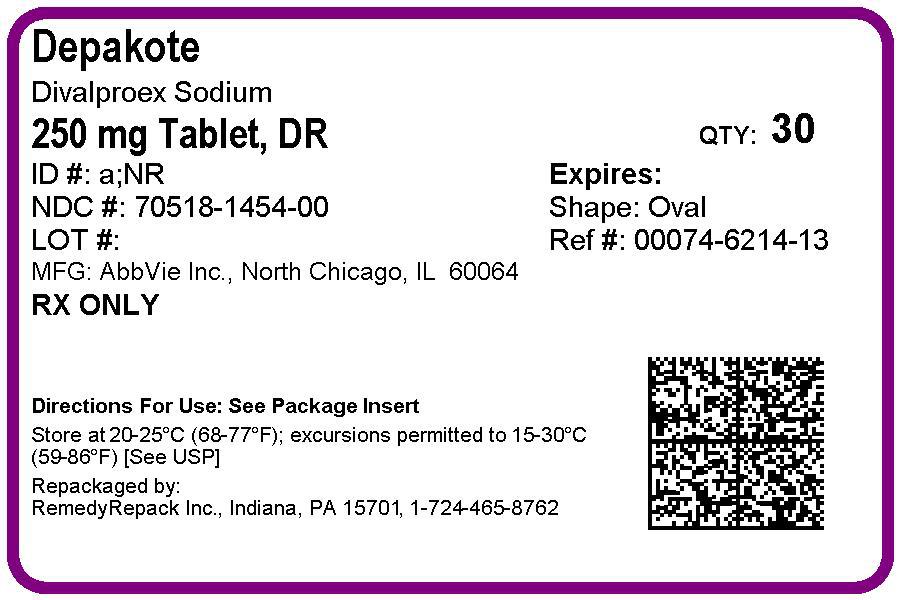 Depakote
Divalproex Sodium
250 mg Tablet, DR
QTY: 30
ID #: a;NR
Expires:
NDC #: 70518-1454-00
Shape: Oval
LOT #:
Ref #: 00074-6214-13
MFG: AbbVie Inc., North Chicago, IL  60064
RX ONLY
Directions For Use: See Package Insert
Store at 20-25°C (68-77°F); excursions permitted to 15-30°C
(59-86°F) [See USP]
Repackaged by:
RemedyRepack Inc., Indiana, PA 15701, 1-724-465-8762